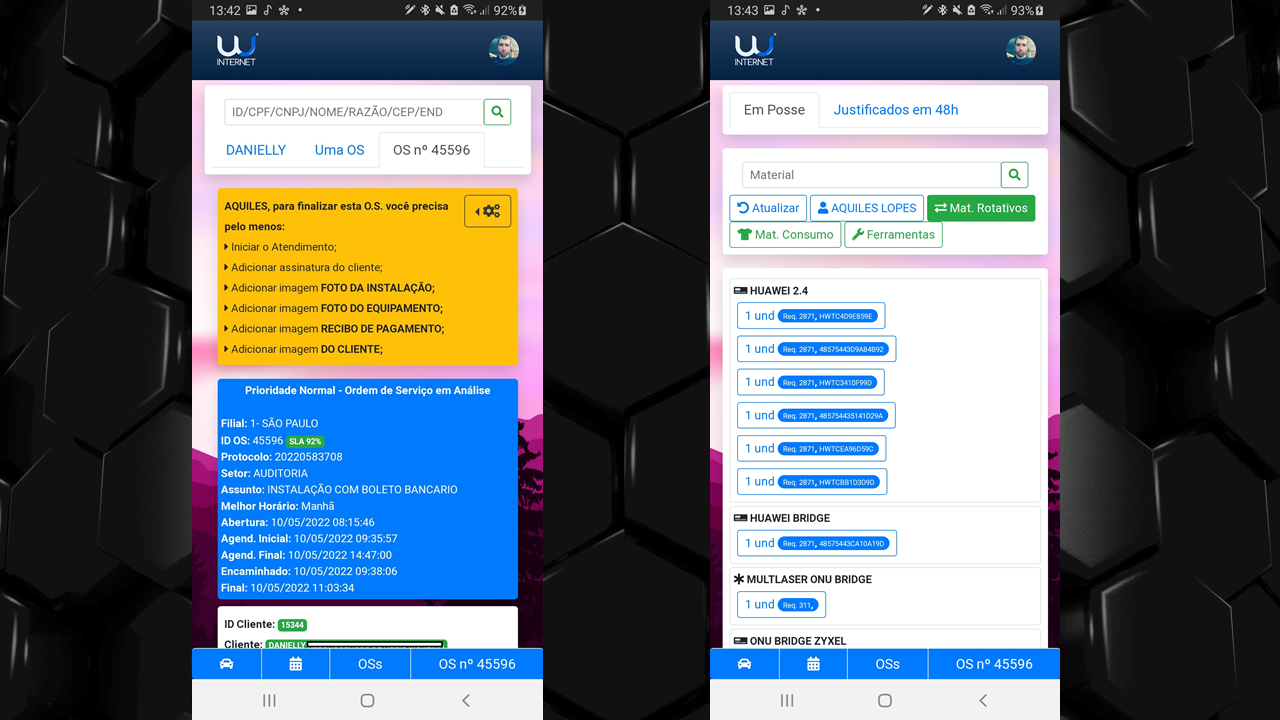 13:42
92%
W
INTERNET
ID/CPF/CNPJ/NOME/RAZÃO/CEP/END
DANIELLY
Uma OS
OS nº 45596
AQUILES, para finalizar esta O.S. você precisa
pelo menos:
Iniciar o Atendimento;
Adicionar assinatura do cliente;
Adicionar imagem FOTO DA INSTALAÇÃO;
Adicionar imagem FOTO DO EQUIPAMENTO;
Adicionar imagem RECIBO DE PAGAMENTO;
Adicionar imagem DO CLIENTE;
Prioridade Normal - Ordem de Serviço em Análise
Filial: 1- SÃO PAULO
ID OS: 45596 SLA 92%
Protocolo: 20220583708
Setor: AUDITORIA
Assunto: INSTALAÇÃO COM BOLETO BANCARIO
Melhor Horário: Manhã
Abertura: 10/05/2022 08:15:46
Agend. Inicial: 10/05/2022 09:35:57
Agend. Final: 10/05/2022 14:47:00
Encaminhado: 10/05/2022 09:38:06
Final: 10/05/2022 11:03:34
ID Cliente: 15344
Cliente: DANIELLY
OSs
OS nº 45596
13:43
93%
W
INTERNET
Em Posse
Justificados em 48h
Material
Atualizar
AQUILES LOPES
Mat. Rotativos
Mat. Consumo
Ferramentas
HUAWEI 2.4
1 und Req. 2871, HWTC4D9E859E
1 und Req. 2871, 48575443D9A84B92
1 und Req. 2871, HWTC3410F99D
1 und Req. 2871, 485754435141D29A
1 und Req. 2871, HWTCEA96D59C
1 und Req. 2871, HWTCBB1D3D9D
HUAWEI BRIDGE
1 und Req. 2871, 48575443CA10A19D
MULTLASER ONU BRIDGE
1 und Req. 311,
ONU BRIDGE ZYXEL
OSs
OS nº 45596